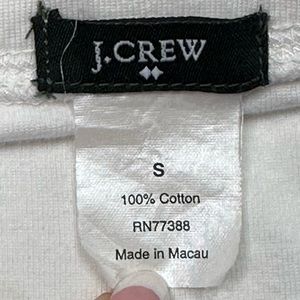 J.CREW
S
100% Cotton
RN77388
Made in Macau